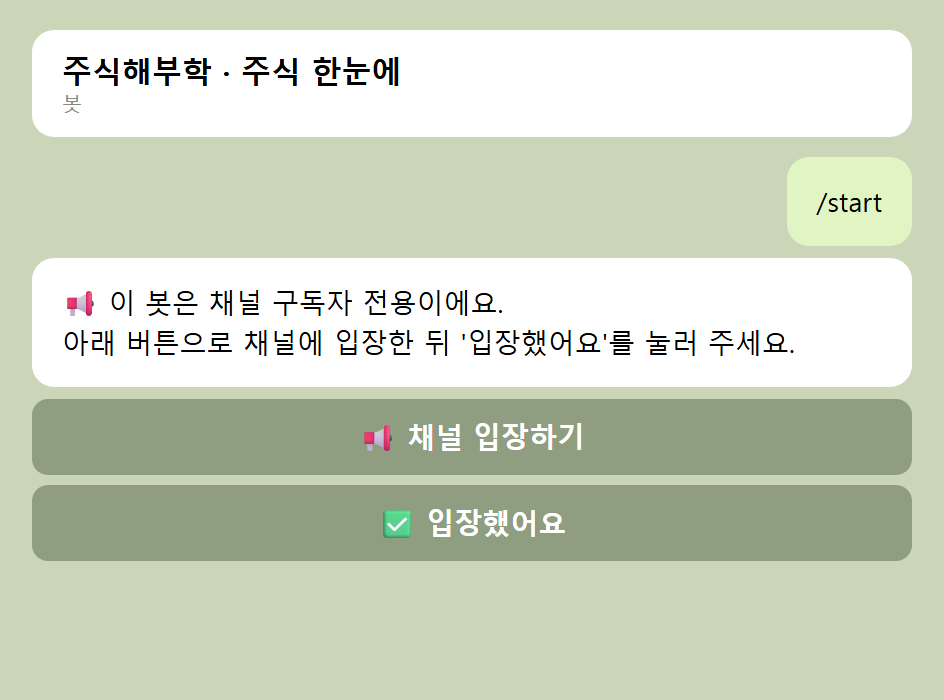 주식해부학 · 주식 한눈에
봇
/start
📢 이 봇은 채널 구독자 전용이에요.
아래 버튼으로 채널에 입장한 뒤 '입장했어요'를 눌러 주세요.
📢 채널 입장하기
✅ 입장했어요